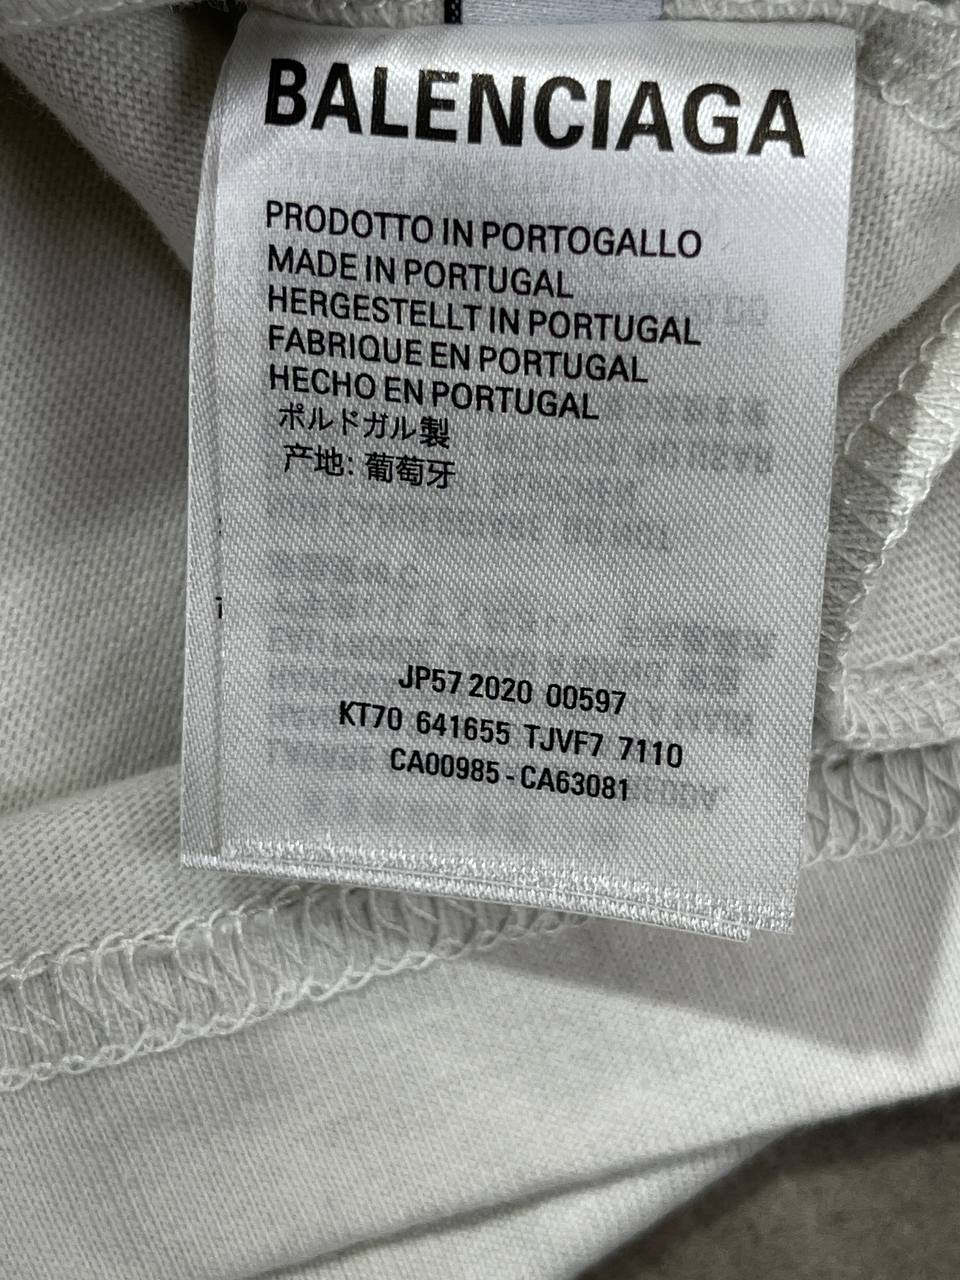 BALENCIAGA
PRODOTTO IN PORTOGALLO
MADE IN PORTUGAL
HERGESTELLT IN PORTUGAL
FABRIQUE EN PORTUGAL
HECHO EN PORTUGAL
ポルドガル製
产地: 葡萄牙
JP57 2020 00597
KT70 641655 TJVF7 7110
CA00985 - CA63081